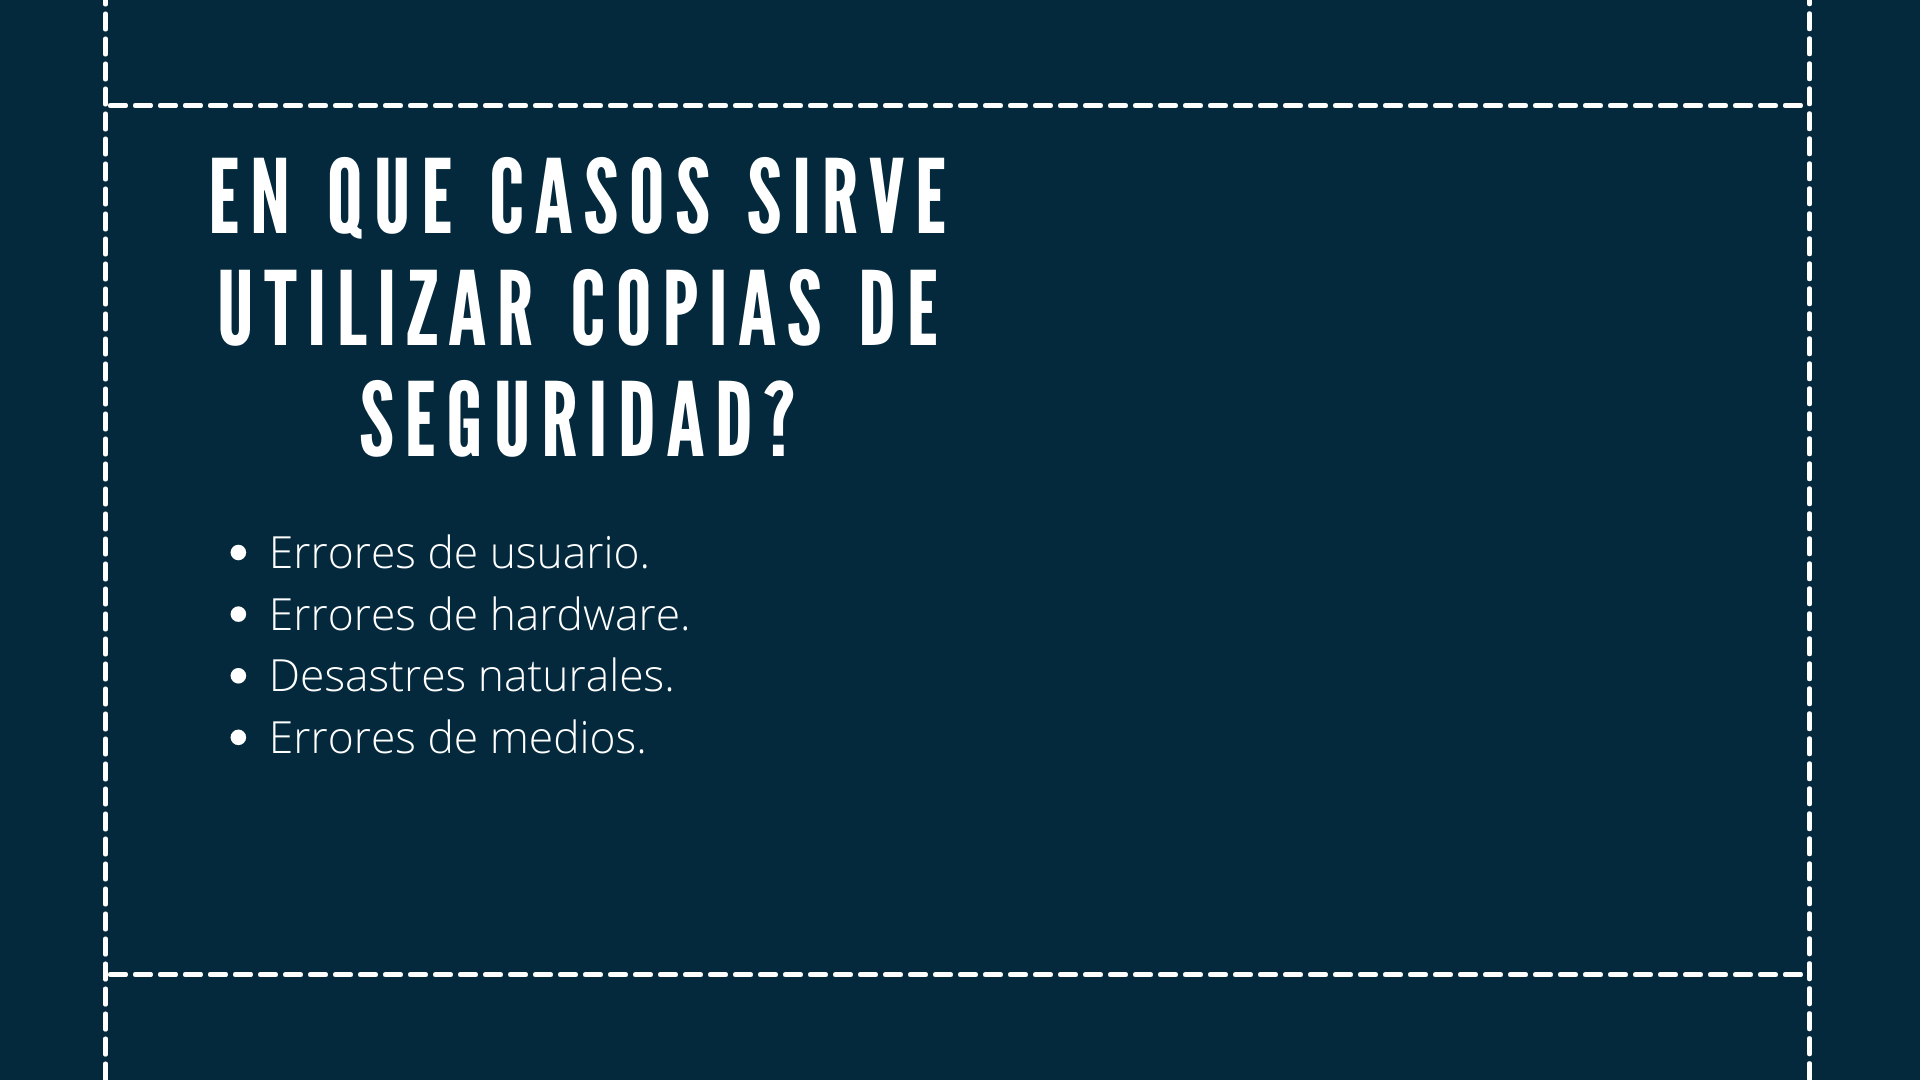 EN QUE CASOS SIRVE
UTILIZAR COPIAS DE
SEGURIDAD?
• Errores de usuario.
• Errores de hardware.
• Desastres naturales.
• Errores de medios.